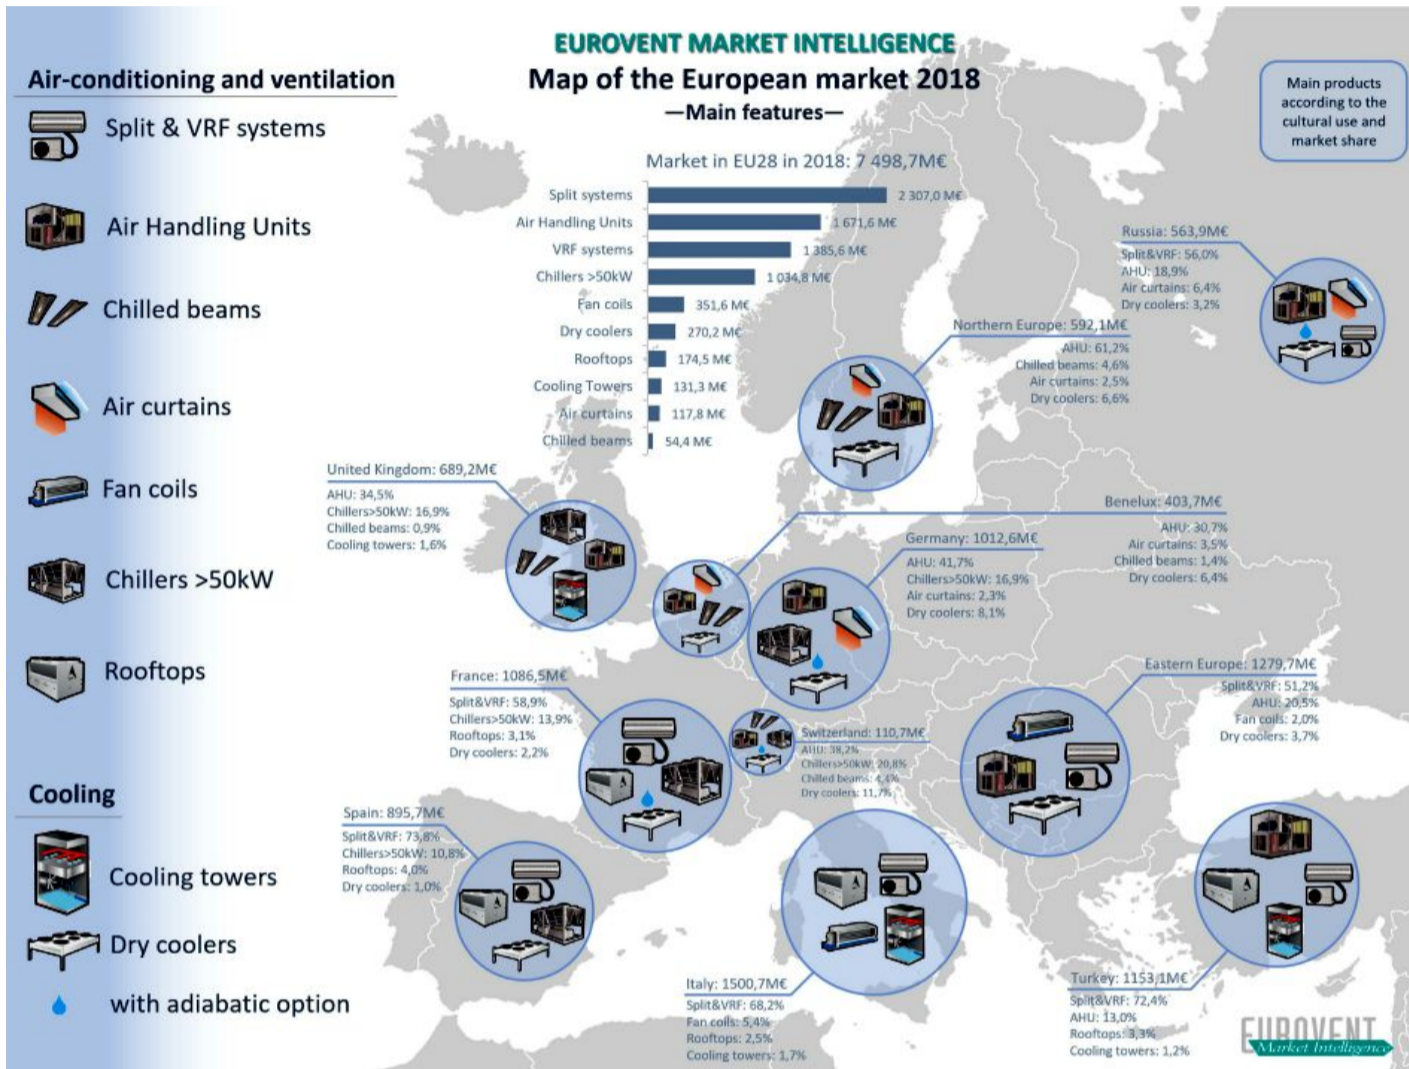 EUROVENT MARKET INTELLIGENCE
Map of the European market 2018
—Main features—
Air-conditioning and ventilation
Split & VRF systems
Air Handling Units
Chilled beams
Air curtains
Fan coils
Chillers >50kW
Rooftops
Cooling
Cooling towers
Dry coolers
with adiabatic option
Main products
according to the
cultural use and
market share
Market in EU28 in 2018: 7 498,7M€
Split systems 2 307,0 M€
Air Handling Units 1 671,6 M€
VRF systems 1 385,6 M€
Chillers >50kW 1 034,8 M€
Fan coils 351,6 M€
Dry coolers 270,2 M€
Rooftops 174,5 M€
Cooling Towers 131,3 M€
Air curtains 117,8 M€
Chilled beams 54,4 M€
Russia: 563,9M€
Split&VRF: 56,0%
AHU: 18,9%
Air curtains: 6,4%
Dry coolers: 3,2%
Northern Europe: 592,1M€
AHU: 61,2%
Chilled beams: 4,6%
Air curtains: 2,5%
Dry coolers: 6,6%
United Kingdom: 689,2M€
AHU: 34,5%
Chillers>50kW: 16,9%
Chilled beams: 0,9%
Cooling towers: 1,6%
Benelux: 403,7M€
AHU: 30,7%
Air curtains: 3,5%
Chilled beams: 1,4%
Dry coolers: 6,4%
Germany: 1012,6M€
AHU: 41,7%
Chillers>50kW: 16,9%
Air curtains: 2,3%
Dry coolers: 8,1%
France: 1086,5M€
Split&VRF: 58,9%
Chillers>50kW: 13,9%
Rooftops: 3,1%
Dry coolers: 2,2%
Switzerland: 110,7M€
AHU: 38,2%
Chillers>50kW: 20,8%
Chilled beams: 4,4%
Dry coolers: 11,7%
Eastern Europe: 1279,7M€
Split&VRF: 51,2%
AHU: 20,5%
Fan coils: 2,0%
Dry coolers: 3,7%
Spain: 895,7M€
Split&VRF: 73,8%
Chillers>50kW: 10,8%
Rooftops: 4,0%
Dry coolers: 1,0%
Italy: 1500,7M€
Split&VRF: 68,2%
Fan coils: 5,4%
Rooftops: 2,5%
Cooling towers: 1,7%
Turkey: 1153,1M€
Split&VRF: 72,4%
AHU: 13,0%
Rooftops: 3,3%
Cooling towers: 1,2%
EUROVENT
Market Intelligence